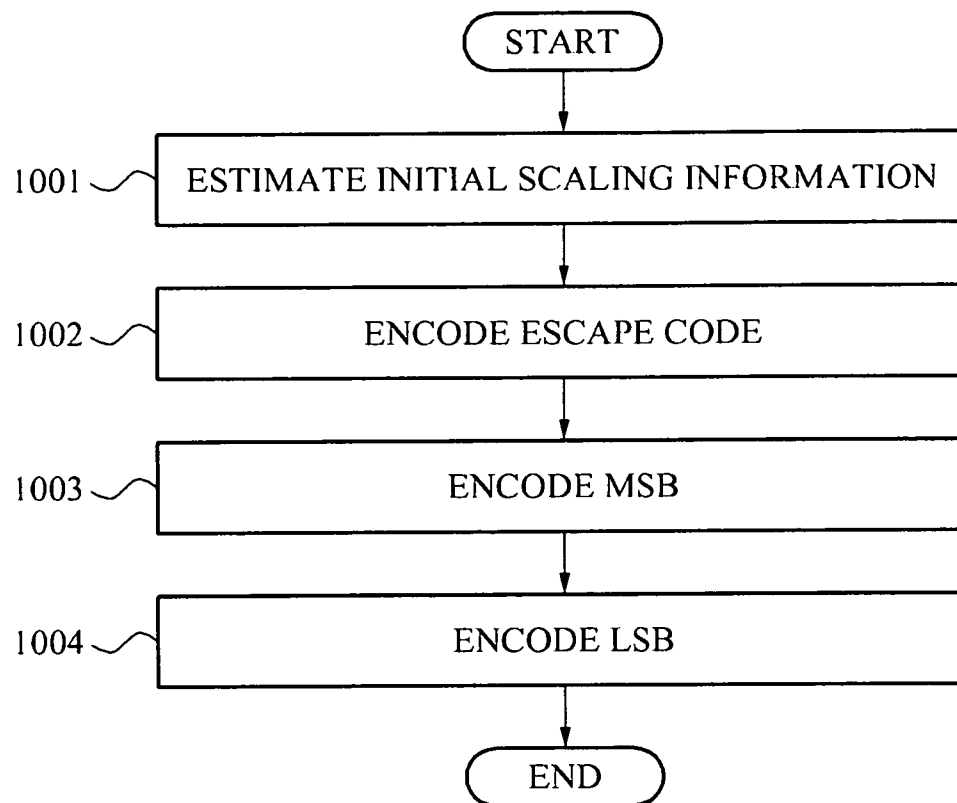 START
1001 ESTIMATE INITIAL SCALING INFORMATION
1002 ENCODE ESCAPE CODE
1003 ENCODE MSB
1004 ENCODE LSB
END